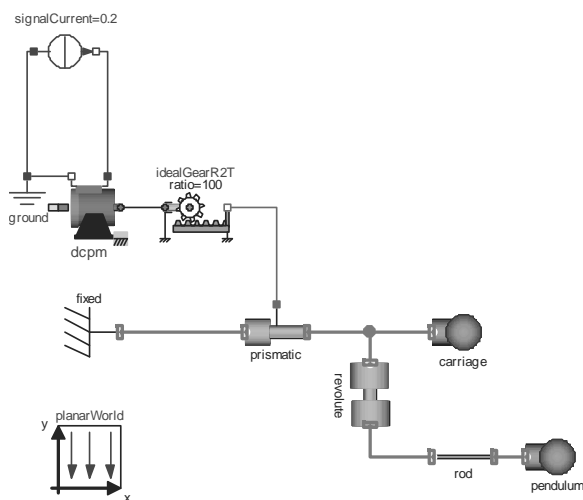 signalCurrent=0.2
idealGearR2T
ratio=100
ground
dcpm
fixed
prismatic
carriage
revolute
planarWorld
y
x
rod
pendulum